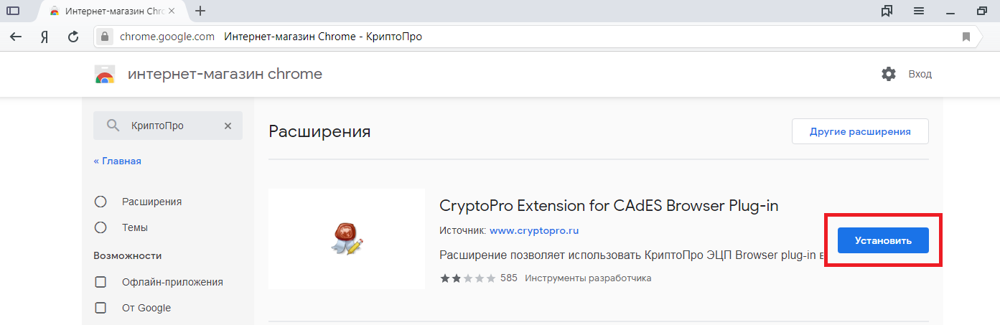 Интернет-магазин Chr
chrome.google.com Интернет-магазин Chrome - КриптоПро
интернет-магазин chrome
Вход
КриптоПро
« Главная
Расширения
Темы
Возможности
Офлайн-приложения
От Google
Расширения
Другие расширения
CryptoPro Extension for CAdES Browser Plug-in
Источник: www.cryptopro.ru
Расширение позволяет использовать КриптоПро ЭЦП Browser plug-in в
585 Инструменты разработчика
Установить